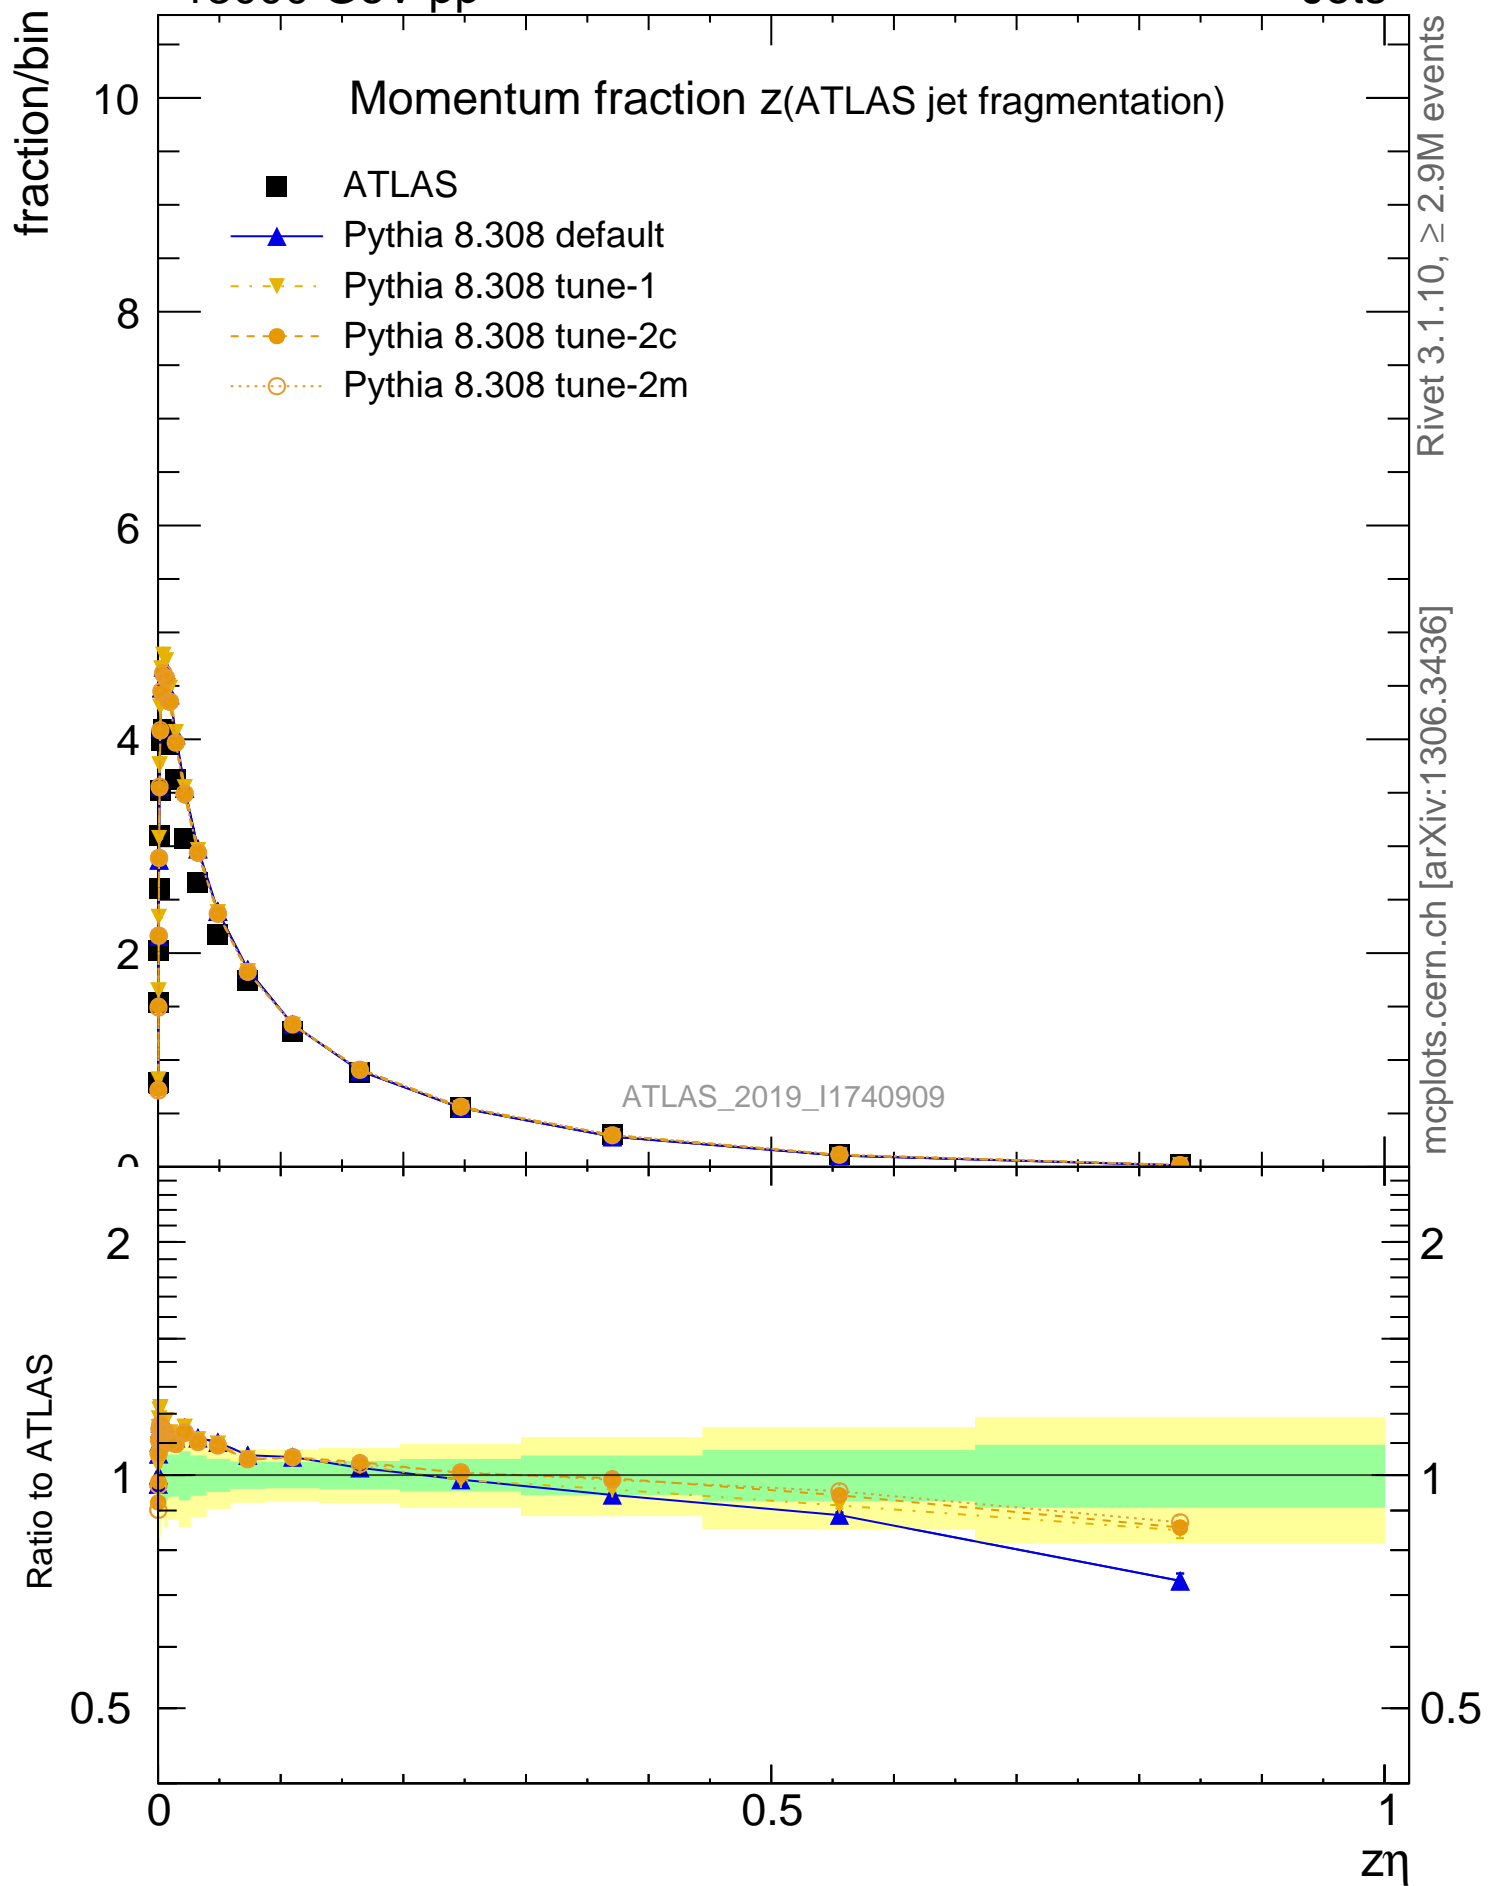 fraction/bin
10
8
6
4
2
Momentum fraction z(ATLAS jet fragmentation)
ATLAS
Pythia 8.308 default
Pythia 8.308 tune-1
Pythia 8.308 tune-2c
Pythia 8.308 tune-2m
ATLAS_2019_I1740909
Rivet 3.1.10, ≥ 2.9M events
mcplots.cern.ch [arXiv:1306.3436]
Ratio to ATLAS
2
1
0.5
2
1
0.5
0
0.5
1
zη